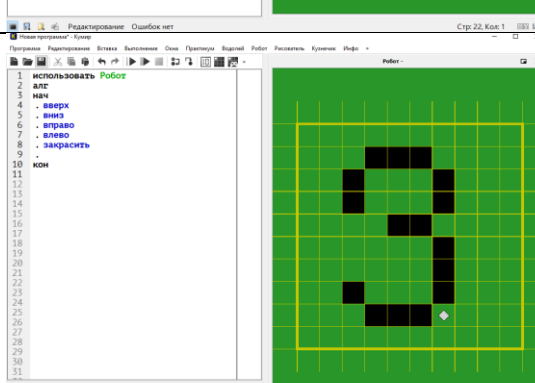 Редактирование Ошибок нет Стр: 22, Кол: 1
Новая программа* - Кумир
Программа Редактирование Вставка Выполнение Окна Практикум Водолей Робот Рисователь Кузнечик Инфо »
Робот -
1 использовать Робот
2 алг
3 нач
4 . вверх
5 . вниз
6 . вправо
7 . влево
8 . закрасить
9 .
10 кон
11
12
13
14
15
16
17
18
19
20
21
22
23
24
25
26
27
28
29
30
31